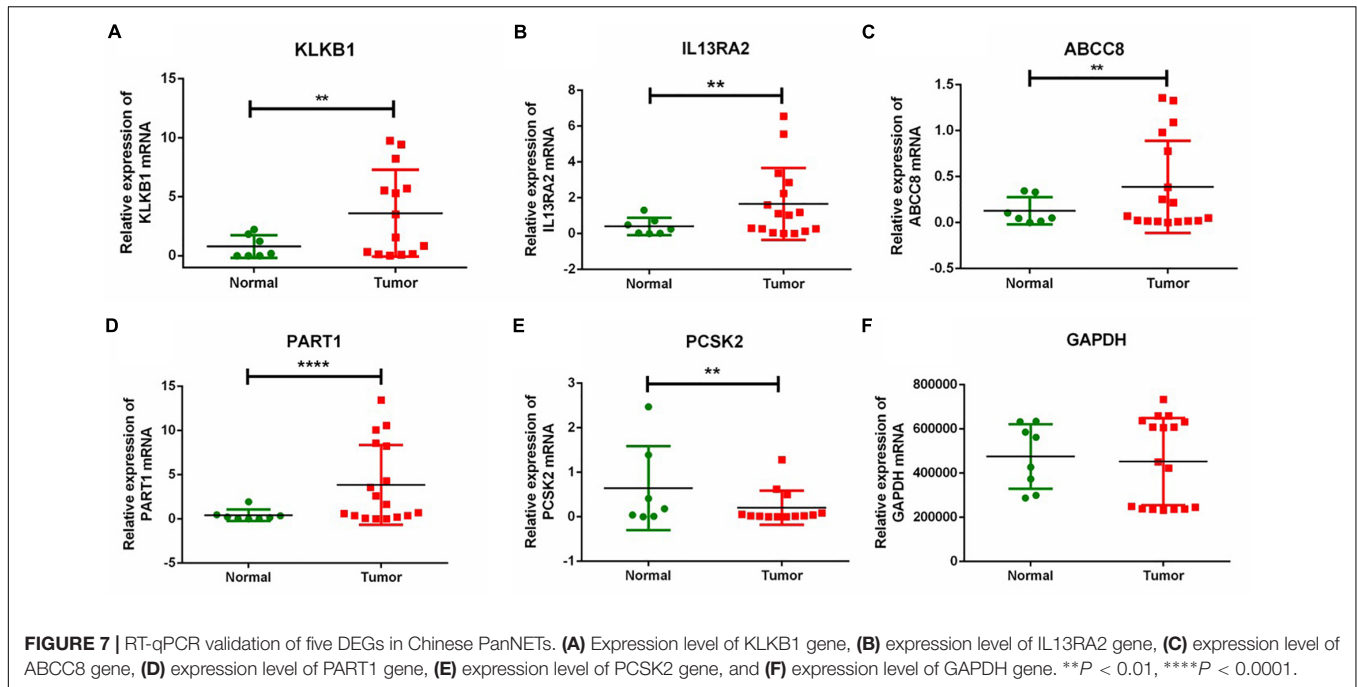 A
KLKB1
Relative expression of
KLKB1 mRNA
15
10
5
0
**
Normal
Tumor
B
IL13RA2
Relative expression of
IL13RA2 mRNA
8
6
4
2
0
-2
**
Normal
Tumor
C
ABCC8
Relative expression of
ABCC8 mRNA
1.5
1.0
0.5
0.0
-0.5
**
Normal
Tumor
D
PART1
Relative expression of
PART1 mRNA
15
10
5
0
-5
****
Normal
Tumor
E
PCSK2
Relative expression of
PCSK2 mRNA
3
2
1
0
-1
**
Normal
Tumor
F
GAPDH
Relative expression of
GAPDH mRNA
800000
600000
400000
200000
0
Normal
Tumor
FIGURE 7 | RT-qPCR validation of five DEGs in Chinese PanNETs. (A) Expression level of KLKB1 gene, (B) expression level of IL13RA2 gene, (C) expression level of
ABCC8 gene, (D) expression level of PART1 gene, (E) expression level of PCSK2 gene, and (F) expression level of GAPDH gene. **P < 0.01, ****P < 0.0001.